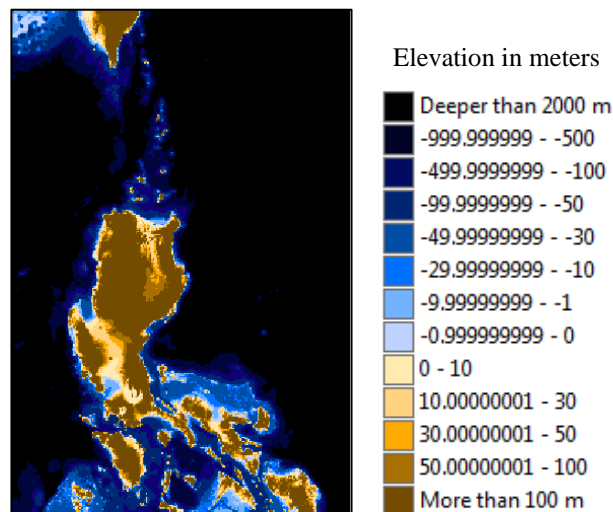 Elevation in meters
Deeper than 2000 m
-999.999999 - -500
-499.9999999 - -100
-99.9999999 - -50
-49.99999999 - -30
-29.99999999 - -10
-9.99999999 - -1
-0.999999999 - 0
0 - 10
10.00000001 - 30
30.00000001 - 50
50.00000001 - 100
More than 100 m